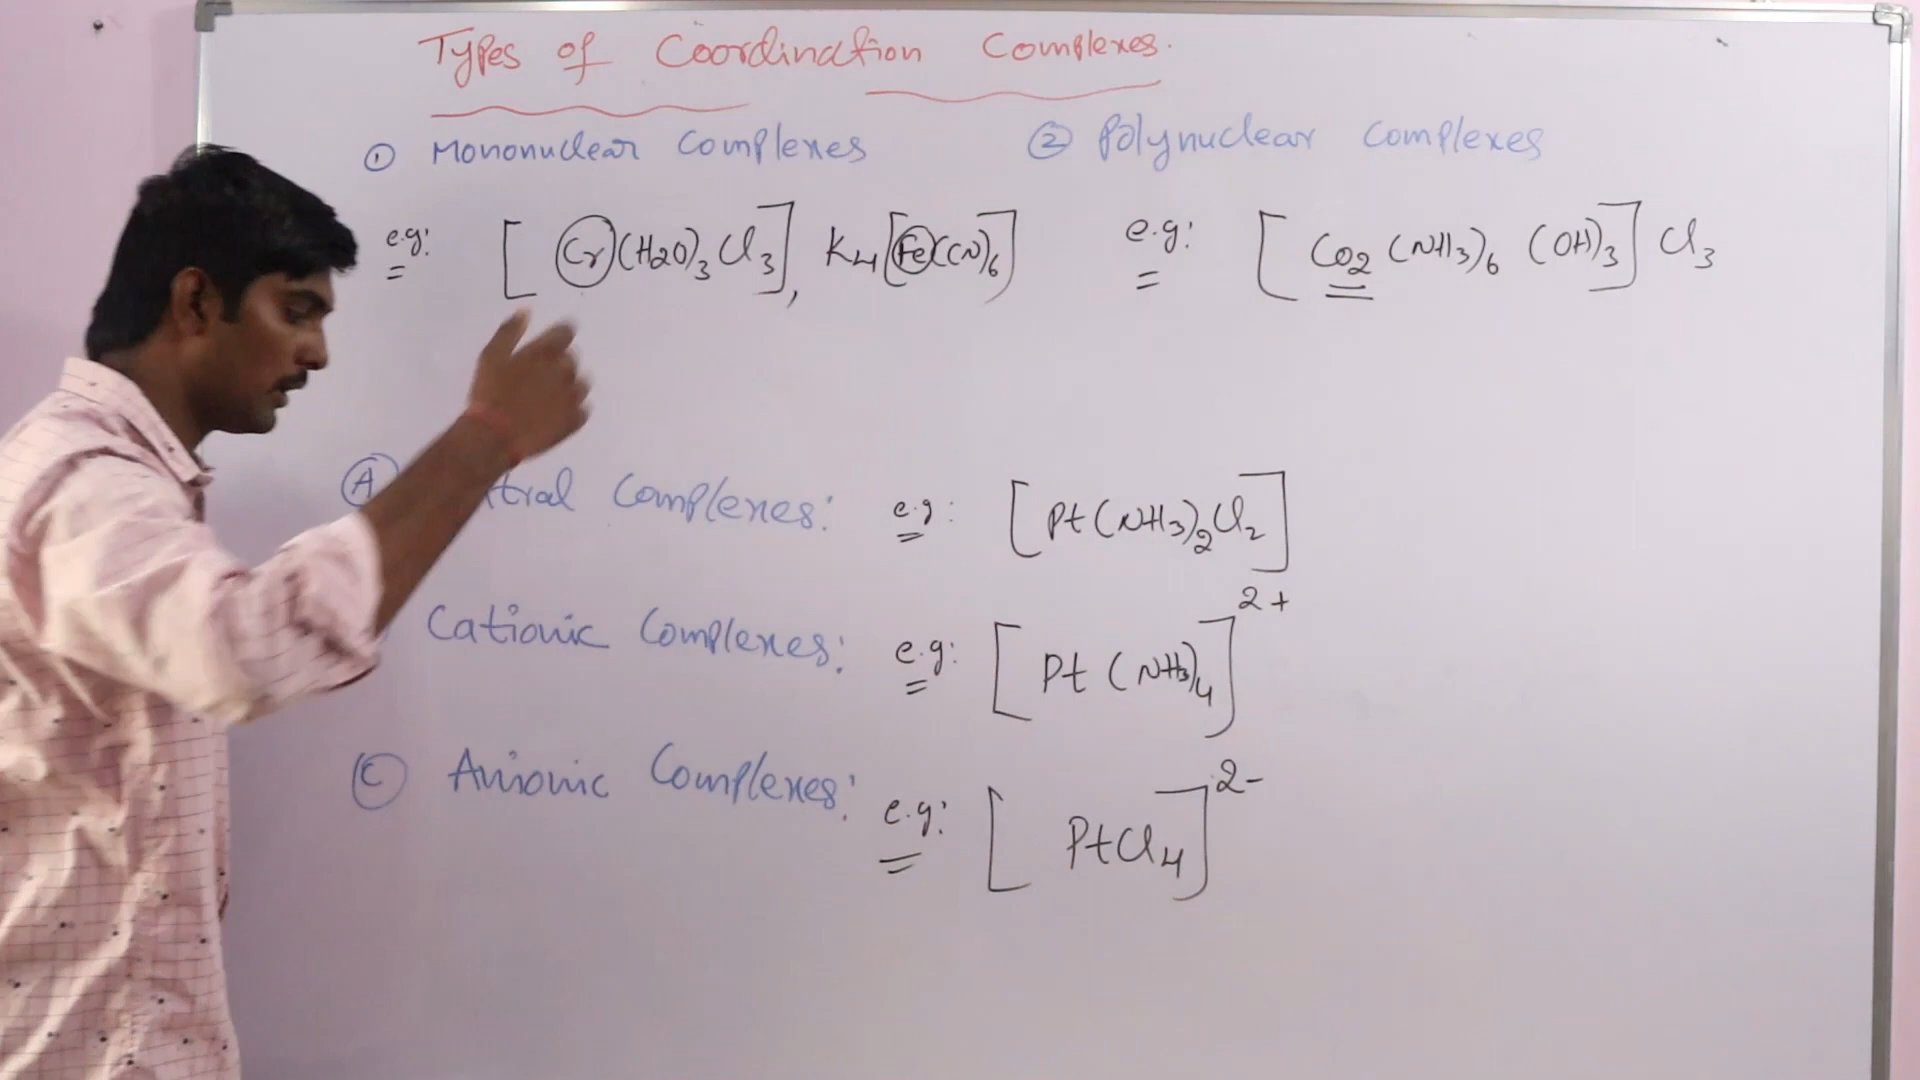 Types of Coordination Complexes.
① Mononuclear Complexes ② Polynuclear Complexes
e.g: [Cr(H2O)3Cl3], K4[Fe(CN)6] e.g: [Co2(NH3)6(OH)3]Cl3
Ⓐ tral Complexes: e.g: [Pt(NH3)2Cl2]
Cationic Complexes: e.g: [Pt(NH3)4]2+
Ⓒ Anionic Complexes: e.g: [PtCl4]2-